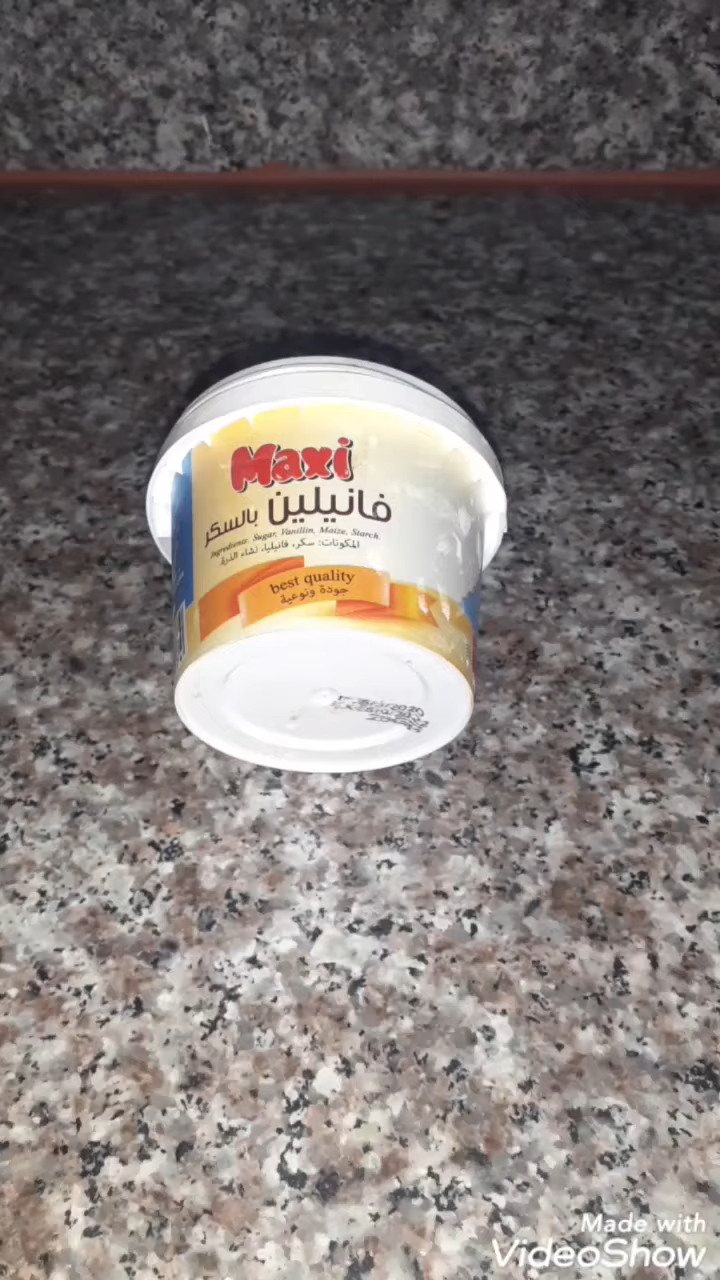 Maxi
فانيلين بالسكر
Ingredients: Sugar, Vanillin, Maize, Starch
المكونات: سكر، فانيليا، نشاء الذرة
best quality
جودة ونوعية
Made with
VideoShow